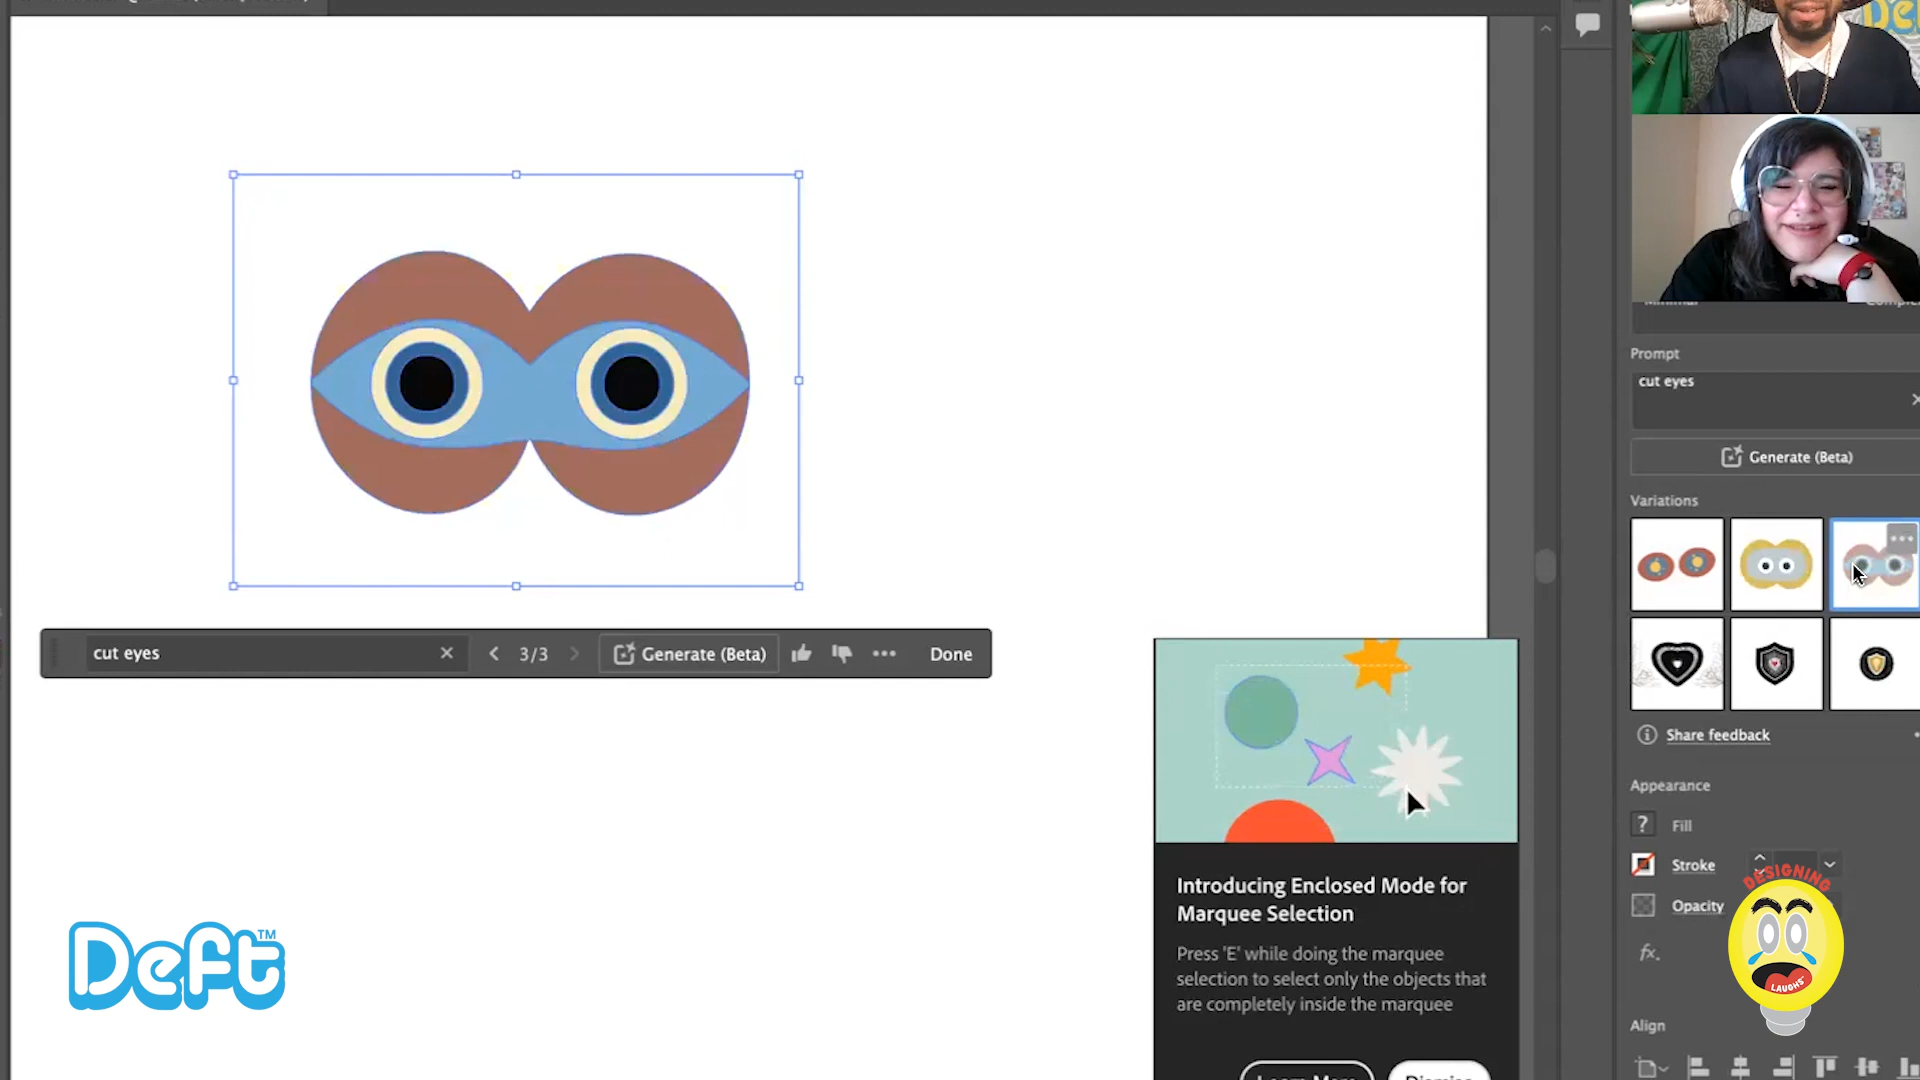 Prompt
cut eyes
Generate (Beta)
Variations
cut eyes
3/3
Generate (Beta)
Done
Share feedback
Appearance
?
Fill
Stroke
Opacity
fx.
Align
Introducing Enclosed Mode for
Marquee Selection
Press 'E' while doing the marquee
selection to select only the objects that
are completely inside the marquee
Deft™
DESIGNING
LAUGHS